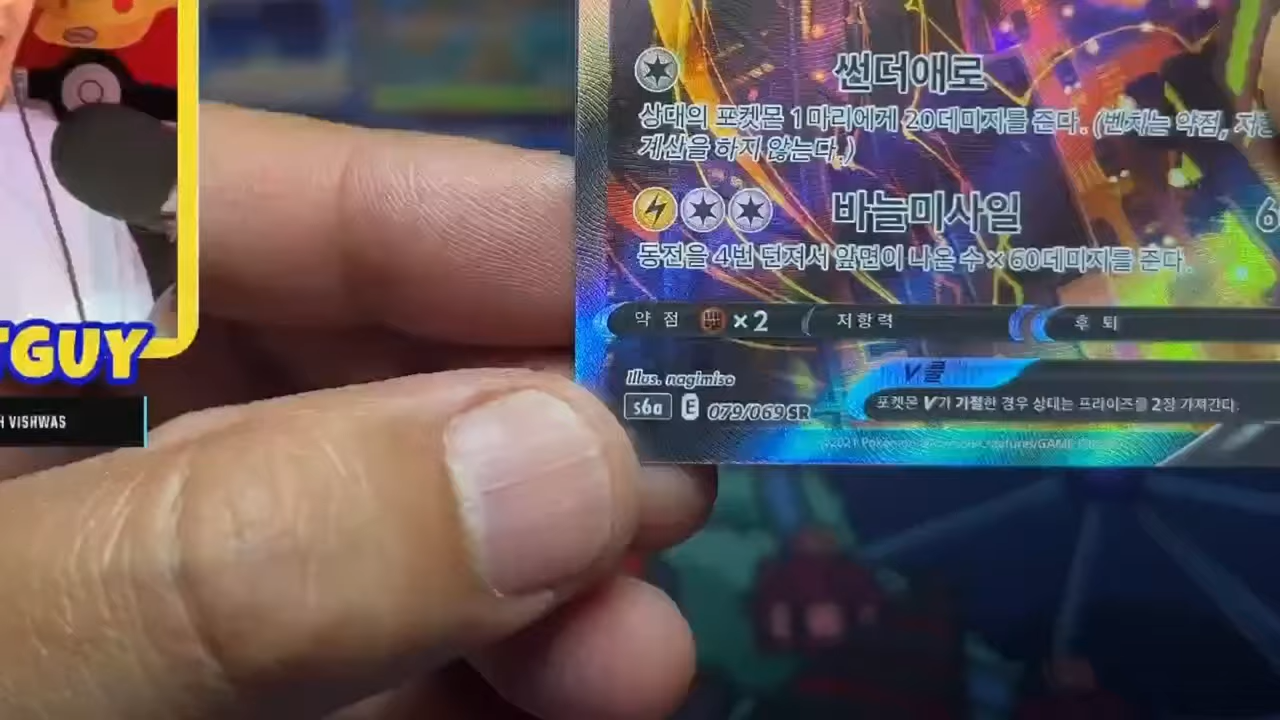 썬더애로
상대의 포켓몬 1마리에게 20데미지를 준다. (벤치는 약점, 저항
계산을 하지 않는다.)
바늘미사일
6
동전을 4번 던져서 앞면이 나온 수×60데미지를 준다.
약점 ×2 저항력 후퇴
TGUY
H VISHWAS
Illus. nagimiso
V룰
s6a E 079/069 SR
포켓몬 V가 기절한 경우 상대는 프라이즈를 2장 가져간다.
©2021 Pokémon